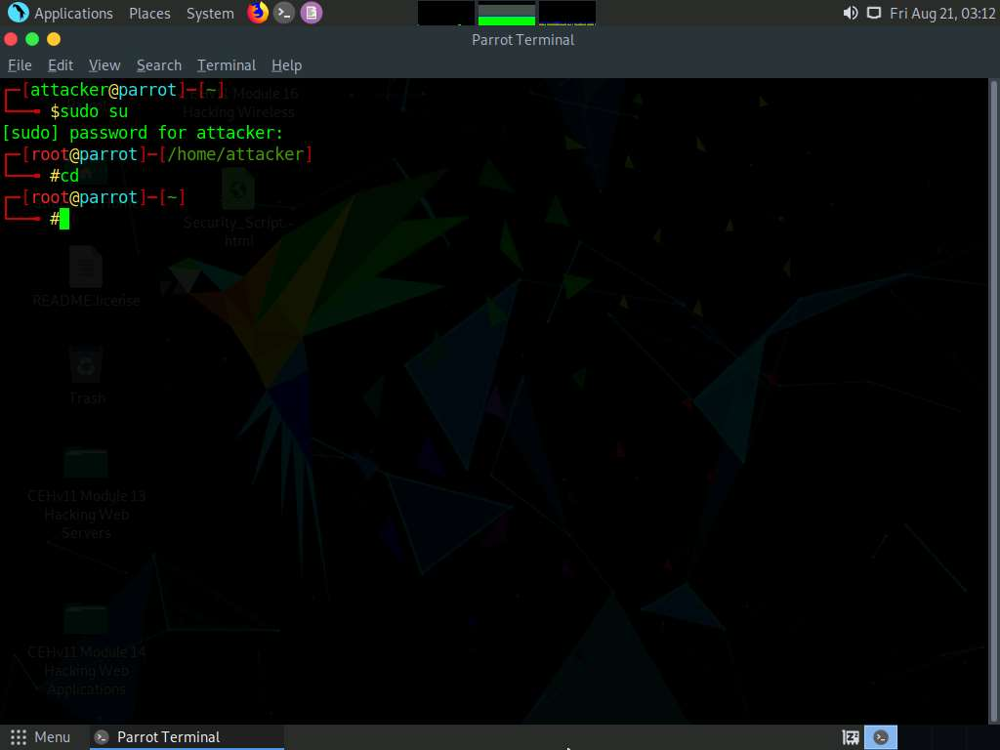 Applications Places System
Fri Aug 21, 03:12
Parrot Terminal
File Edit View Search Terminal Help
┌─[attacker@parrot]─[~]
└──╼ $sudo su
[sudo] password for attacker:
┌─[root@parrot]─[/home/attacker]
└──╼ #cd
┌─[root@parrot]─[~]
└──╼ #
Module 16
Hacking Wireless
Security_Script.-
html
README.license
Trash
CEHv11 Module 13
Hacking Web
Servers
CEHv11 Module 14
Hacking Web
Applications
Menu
Parrot Terminal